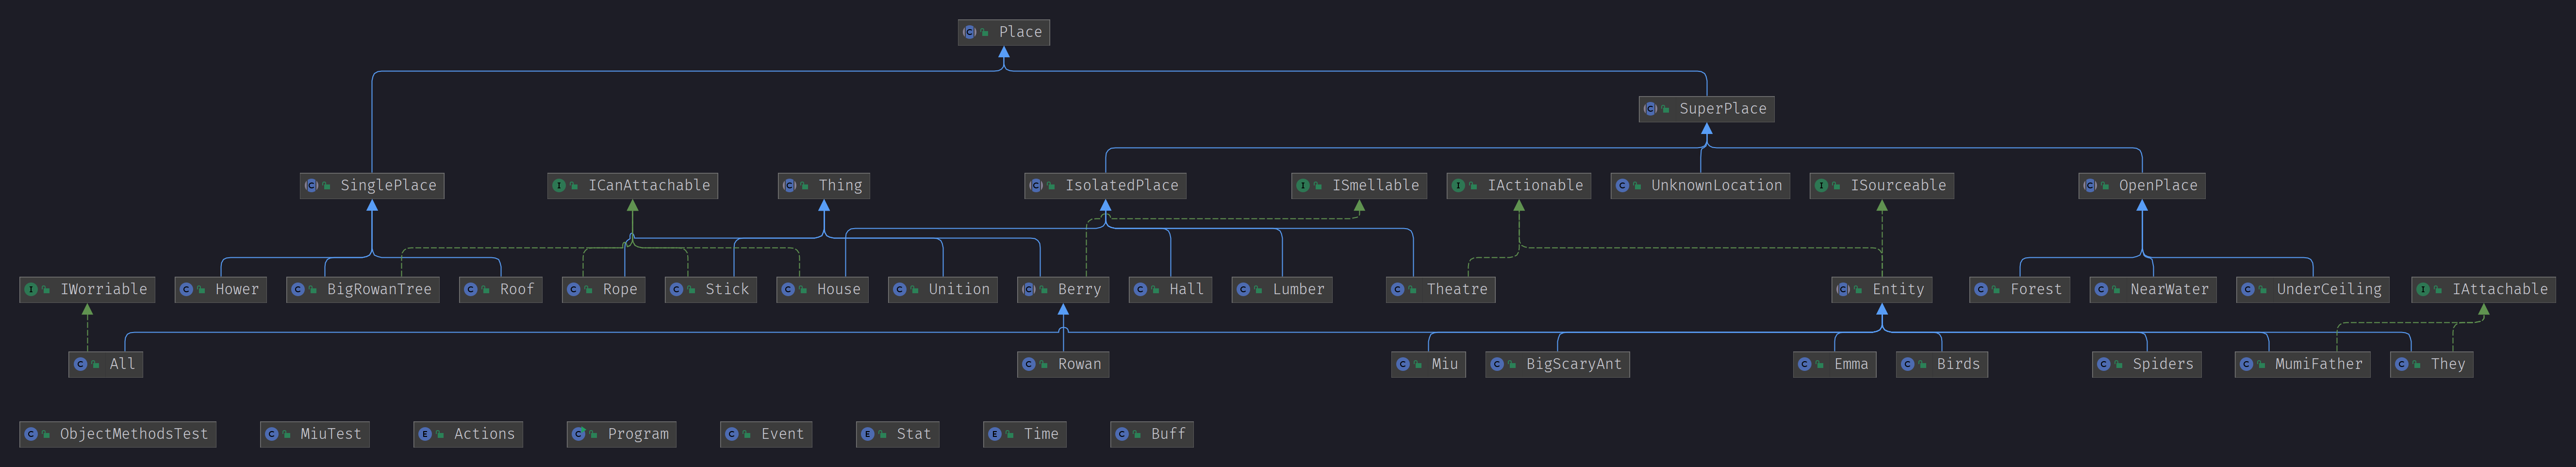 Place
SuperPlace
SinglePlace ICanAttachable Thing IsolatedPlace ISmellable IActionable UnknownLocation ISourceable OpenPlace
IWorriable Hower BigRowanTree Roof Rope Stick House Unition Berry Hall Lumber Theatre Entity Forest NearWater UnderCeiling IAttachable
All Rowan Miu BigScaryAnt Emma Birds Spiders MumiFather They
ObjectMethodsTest MiuTest Actions Program Event Stat Time Buff